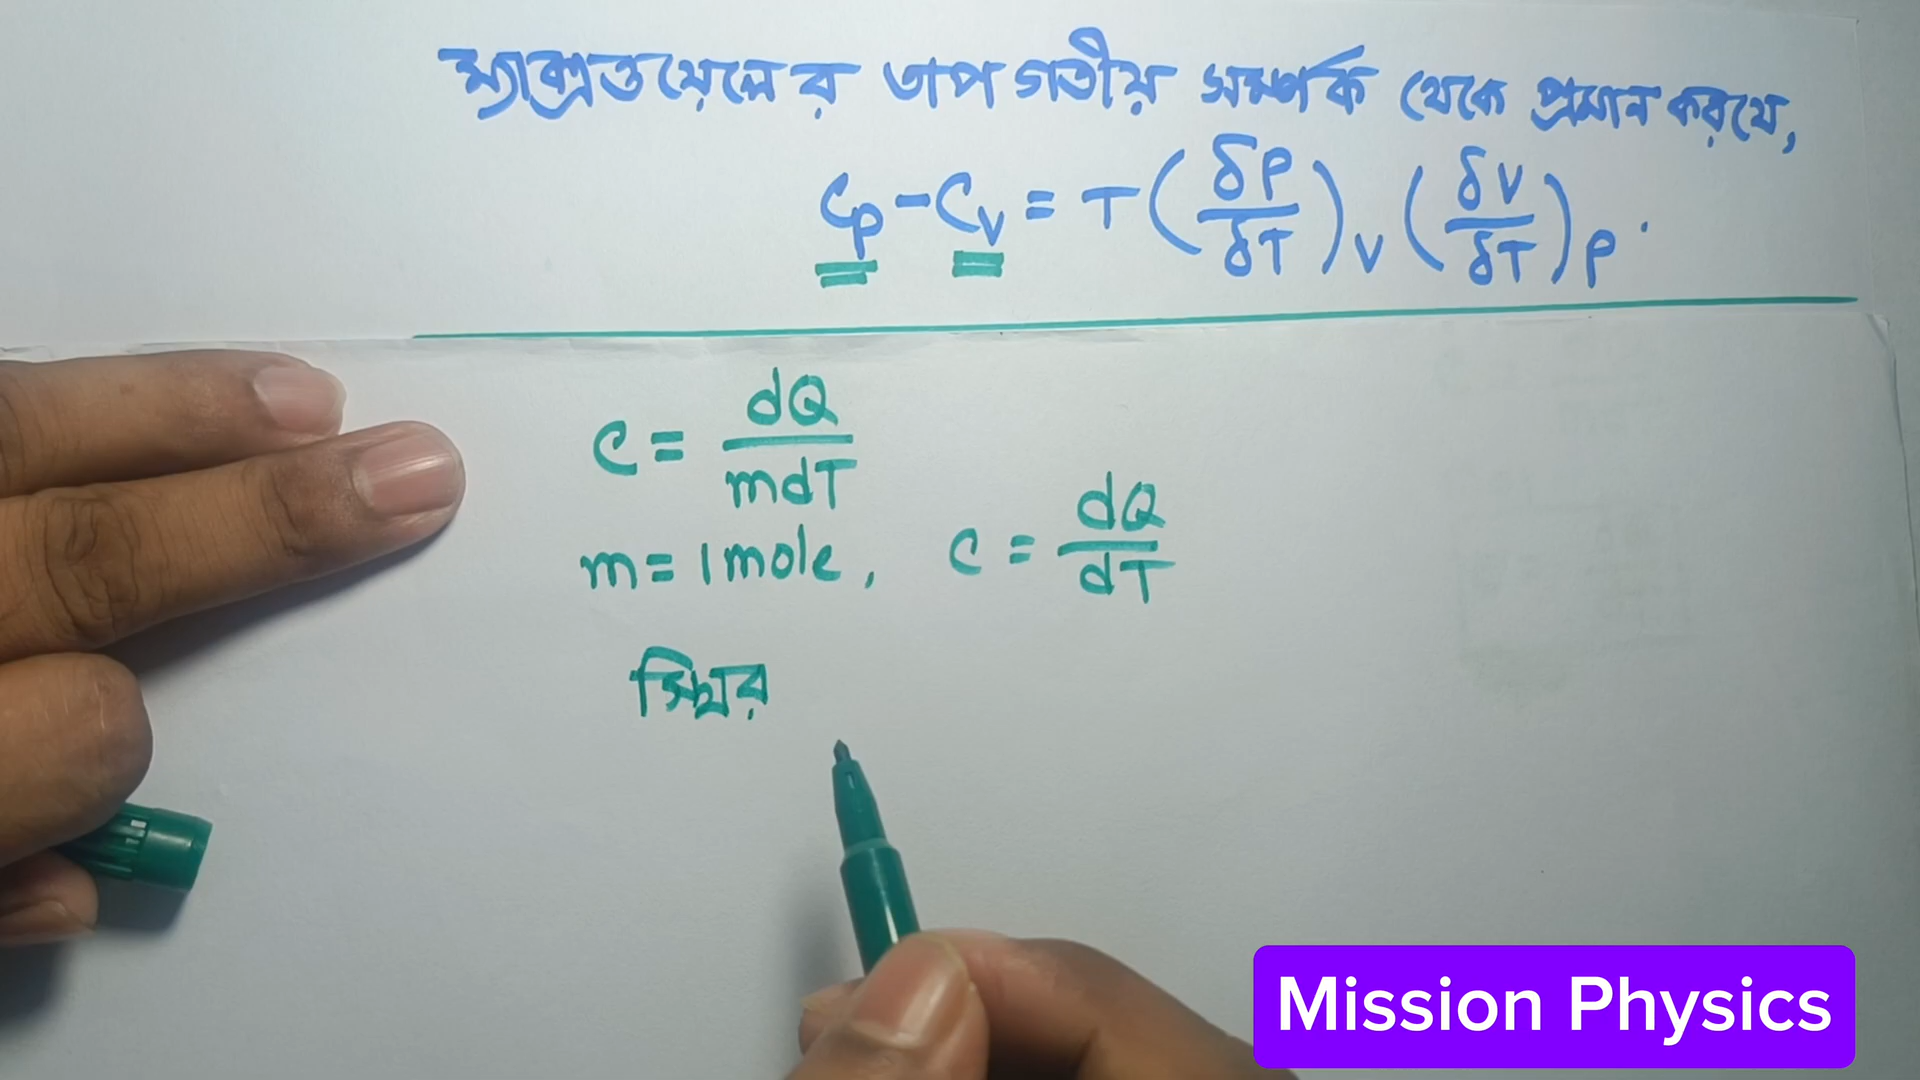 ম্যাক্সওয়েলের তাপগতীয় সম্পর্ক থেকে প্রমান কর যে,
Cp - Cv = T (δP/δT)v (δV/δT)p .
C = dQ/mdT
m = 1 mole, C = dQ/dT
স্থির
Mission Physics